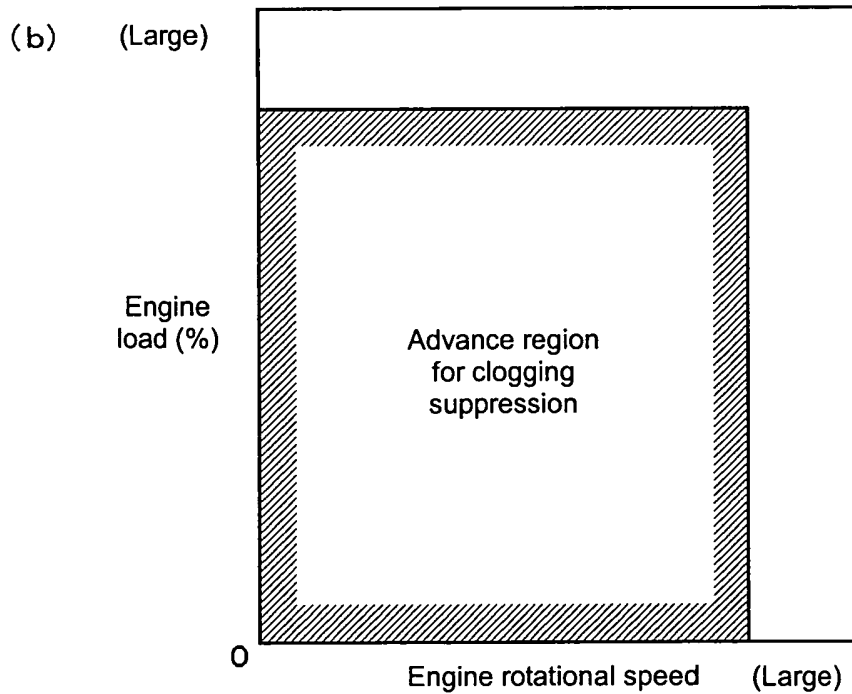 (b)
(Large)
Engine
load (%)
Advance region
for clogging
suppression
0
Engine rotational speed (Large)